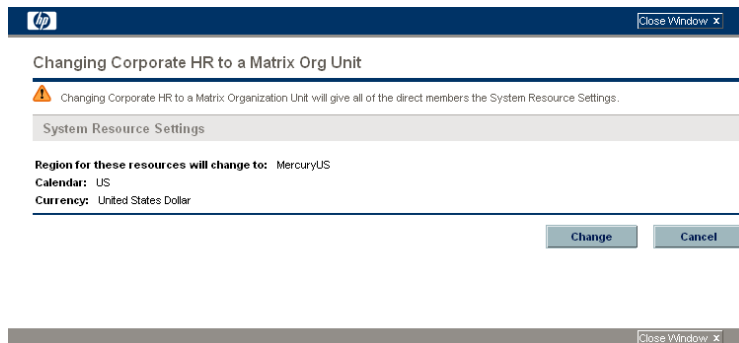 hp
Close Window x
Changing Corporate HR to a Matrix Org Unit
Changing Corporate HR to a Matrix Organization Unit will give all of the direct members the System Resource Settings.
System Resource Settings
Region for these resources will change to: MercuryUS
Calendar: US
Currency: United States Dollar
Change Cancel
Close Window x